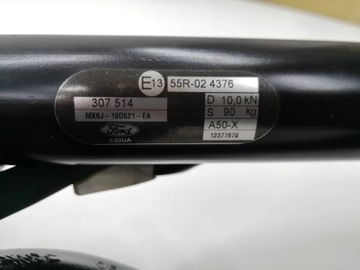 E13 55R-02 4376
307 514
D 10,0 kN
MX6J-19D521-EA
S 90 kg
Ford
A50-X
12377679